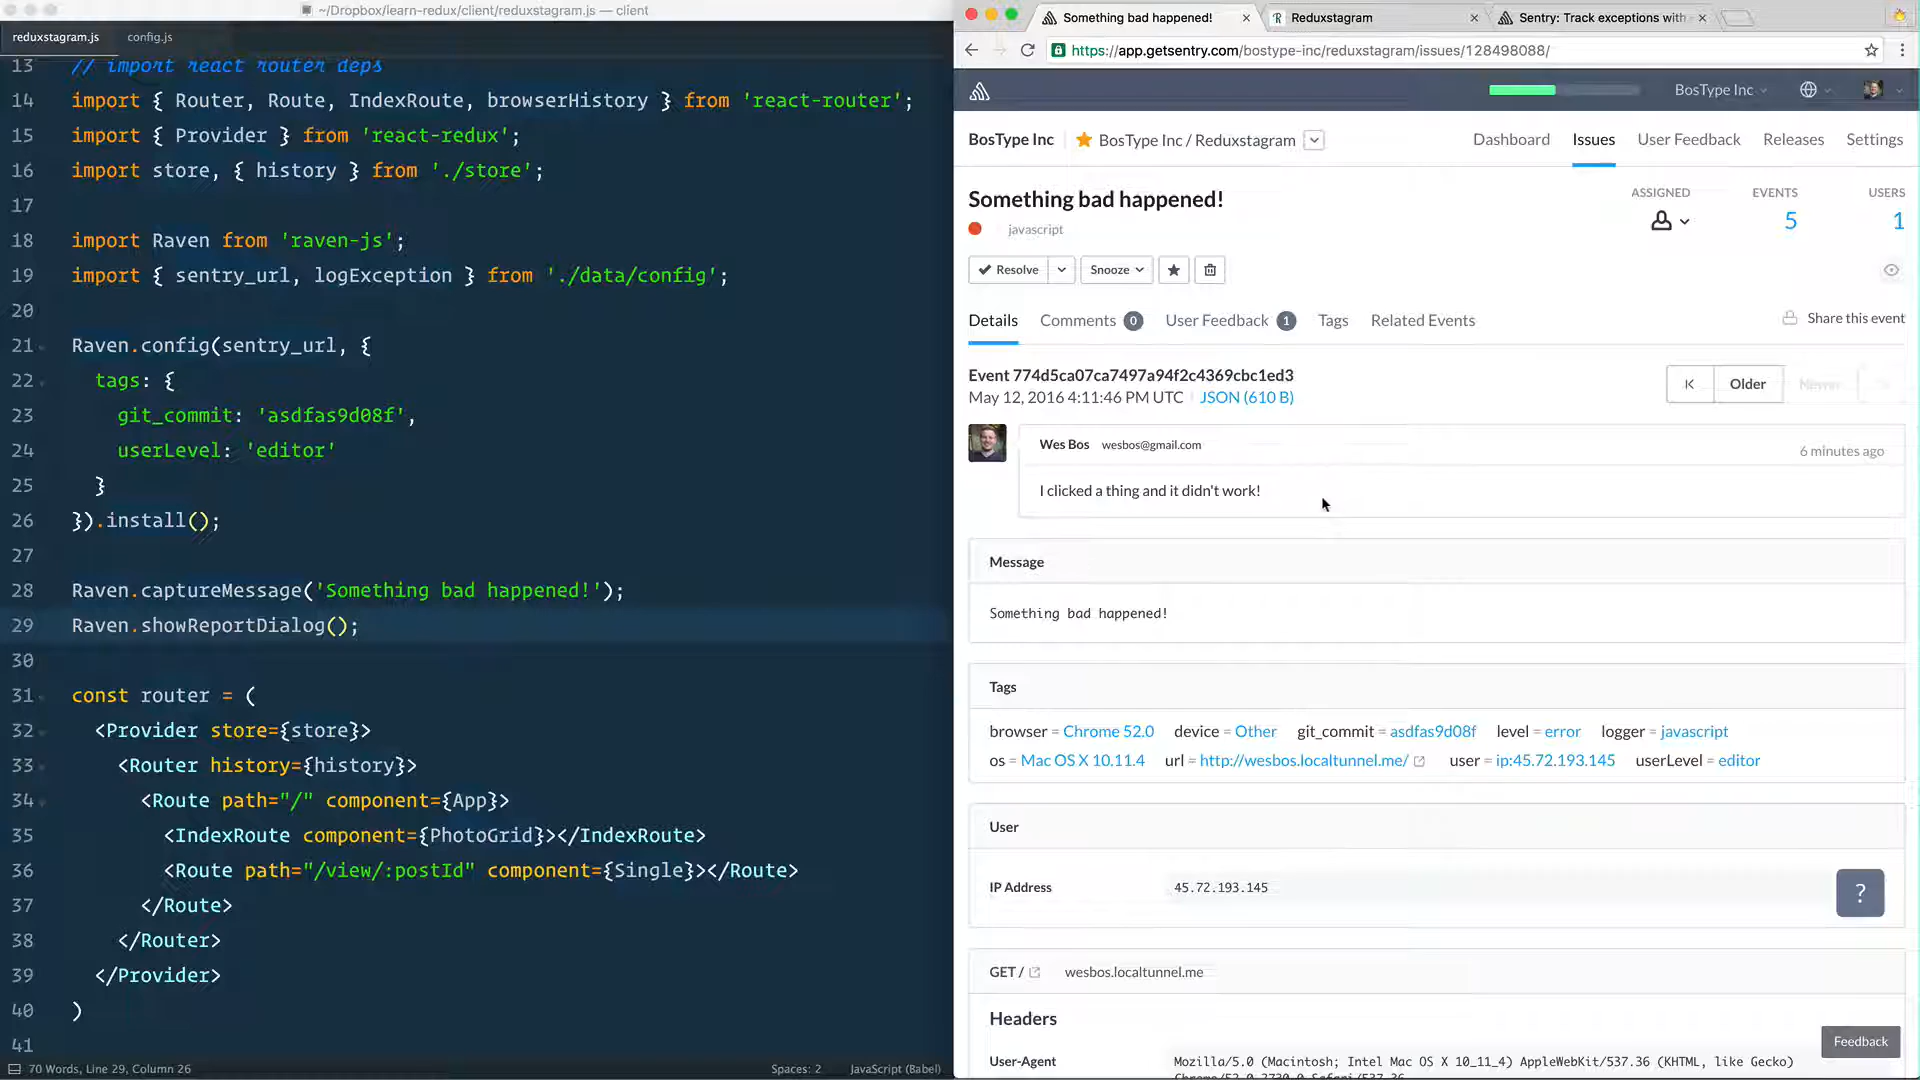 ~/Dropbox/learn-redux/client/reduxstagram.js — client
reduxstagram.js
config.js
13 // import react router deps
14 import { Router, Route, IndexRoute, browserHistory } from 'react-router';
15 import { Provider } from 'react-redux';
16 import store, { history } from './store';
17
18 import Raven from 'raven-js';
19 import { sentry_url, logException } from './data/config';
20
21 Raven.config(sentry_url, {
22 tags: {
23 git_commit: 'asdfas9d08f',
24 userLevel: 'editor'
25 }
26 }).install();
27
28 Raven.captureMessage('Something bad happened!');
29 Raven.showReportDialog();
30
31 const router = (
32 <Provider store={store}>
33 <Router history={history}>
34 <Route path="/" component={App}>
35 <IndexRoute component={PhotoGrid}></IndexRoute>
36 <Route path="/view/:postId" component={Single}></Route>
37 </Route>
38 </Router>
39 </Provider>
40 )
41
70 Words, Line 29, Column 26
Spaces: 2
JavaScript (Babel)
Something bad happened!
Reduxstagram
Sentry: Track exceptions with
https://app.getsentry.com/bostype-inc/reduxstagram/issues/128498088/
BosType Inc
BosType Inc
BosType Inc / Reduxstagram
Dashboard
Issues
User Feedback
Releases
Settings
Something bad happened!
javascript
ASSIGNED
EVENTS
5
USERS
1
Resolve
Snooze
Details
Comments 0
User Feedback 1
Tags
Related Events
Share this event
Event 774d5ca07ca7497a94f2c4369cbc1ed3
May 12, 2016 4:11:46 PM UTC
JSON (610 B)
Older
Newer
Wes Bos wesbos@gmail.com
6 minutes ago
I clicked a thing and it didn't work!
Message
Something bad happened!
Tags
browser = Chrome 52.0 device = Other git_commit = asdfas9d08f level = error logger = javascript
os = Mac OS X 10.11.4 url = http://wesbos.localtunnel.me/ user = ip:45.72.193.145 userLevel = editor
User
IP Address 45.72.193.145
?
GET / wesbos.localtunnel.me
Headers
User-Agent Mozilla/5.0 (Macintosh; Intel Mac OS X 10_11_4) AppleWebKit/537.36 (KHTML, like Gecko)
Feedback